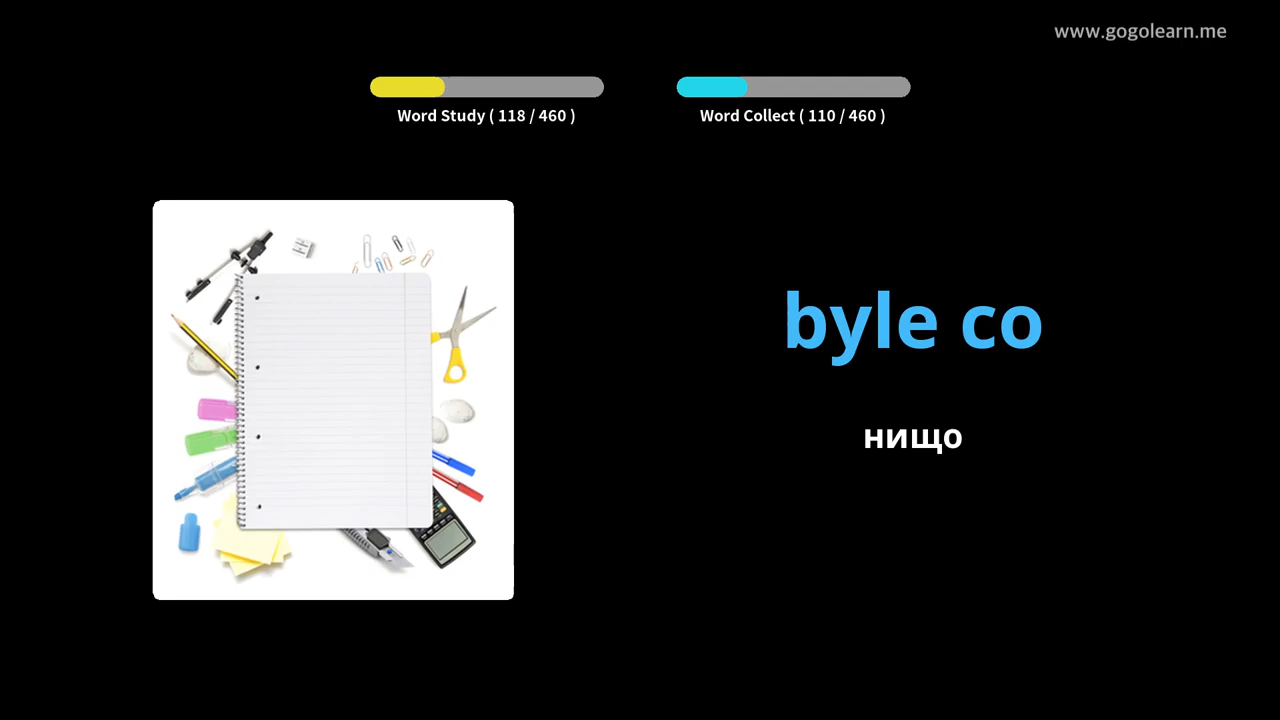 www.gogolearn.me
Word Study ( 118 / 460 )
Word Collect ( 110 / 460 )
byle co
нищо